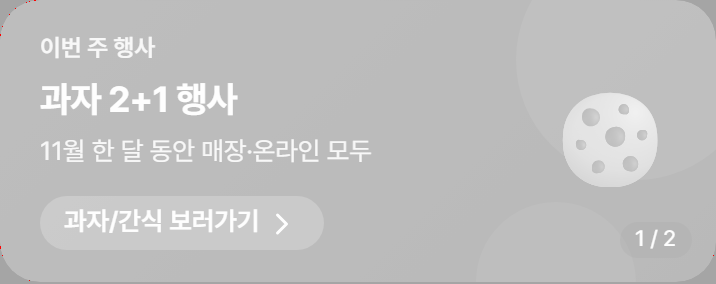 이번 주 행사
과자 2+1 행사
11월 한 달 동안 매장·온라인 모두
과자/간식 보러가기
1 / 2